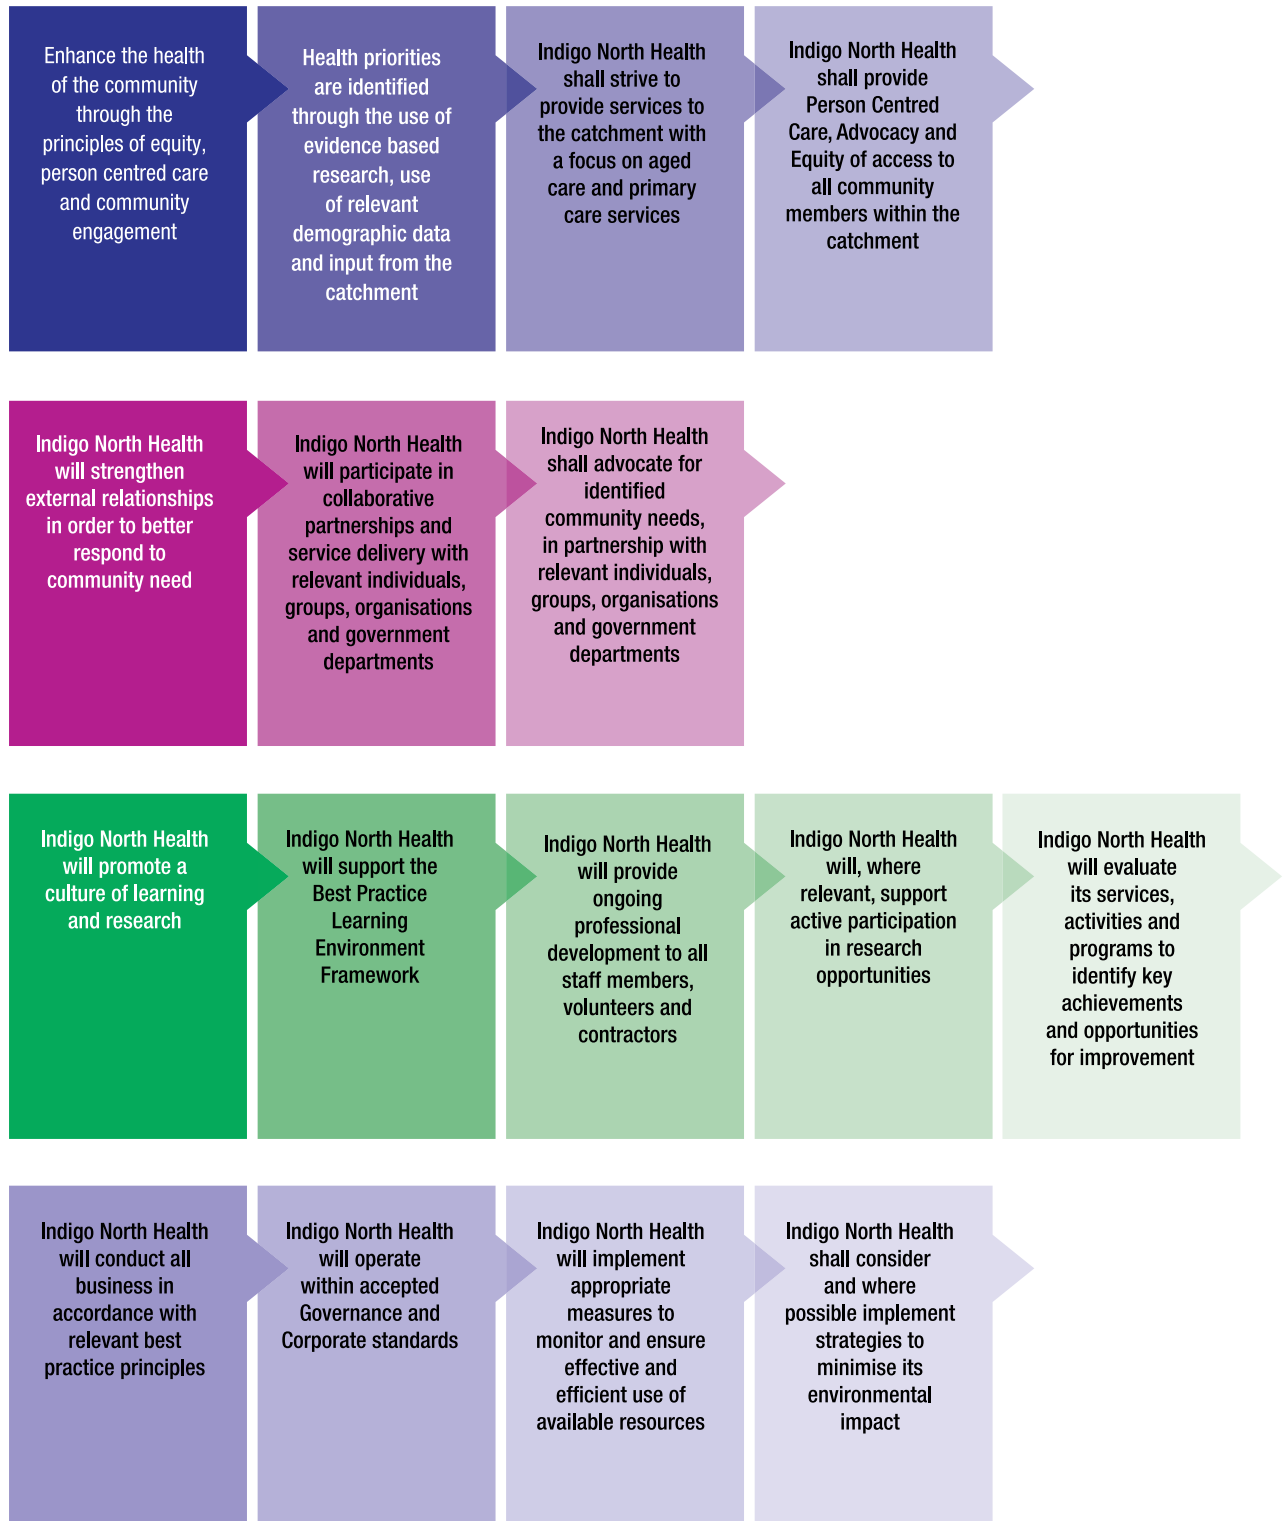 Enhance the health
of the community
through the
principles of equity,
person centred care
and community
engagement
Health priorities
are identified
through the use of
evidence based
research, use
of relevant
demographic data
and input from the
catchment
Indigo North Health
shall strive to
provide services to
the catchment with
a focus on aged
care and primary
care services
Indigo North Health
shall provide
Person Centred
Care, Advocacy and
Equity of access to
all community
members within the
catchment
Indigo North Health
will strengthen
external relationships
in order to better
respond to
community need
Indigo North Health
will participate in
collaborative
partnerships and
service delivery with
relevant individuals,
groups, organisations
and government
departments
Indigo North Health
shall advocate for
identified
community needs,
in partnership with
relevant individuals,
groups, organisations
and government
departments
Indigo North Health
will promote a
culture of learning
and research
Indigo North Health
will support the
Best Practice
Learning
Environment
Framework
Indigo North Health
will provide
ongoing
professional
development to all
staff members,
volunteers and
contractors
Indigo North Health
will, where
relevant, support
active participation
in research
opportunities
Indigo North Health
will evaluate
its services,
activities and
programs to
identify key
achievements
and opportunities
for improvement
Indigo North Health
will conduct all
business in
accordance with
relevant best
practice principles
Indigo North Health
will operate
within accepted
Governance and
Corporate standards
Indigo North Health
will implement
appropriate
measures to
monitor and ensure
effective and
efficient use of
available resources
Indigo North Health
shall consider
and where
possible implement
strategies to
minimise its
environmental
impact